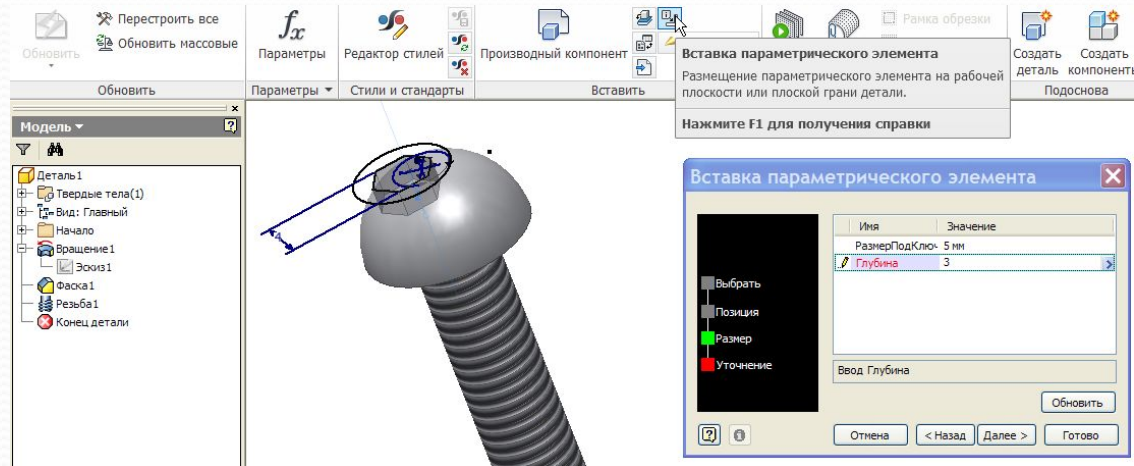 Обновить
Перестроить все
Обновить массовые
Обновить
fx
Параметры
Параметры
Редактор стилей
Стили и стандарты
Производный компонент
Вставить
Рамка обрезки
Создать деталь
Создать компоненты
Подоснова
Вставка параметрического элемента
Размещение параметрического элемента на рабочей
плоскости или плоской грани детали.
Нажмите F1 для получения справки
Модель
Деталь1
Твердые тела(1)
Вид: Главный
Начало
Вращение1
Эскиз1
Фаска1
Резьба1
Конец детали
Вставка параметрического элемента
Выбрать
Позиция
Размер
Уточнение
Имя Значение
РазмерПодКлюч 5 мм
Глубина 3
Ввод Глубина
Обновить
Отмена < Назад Далее > Готово